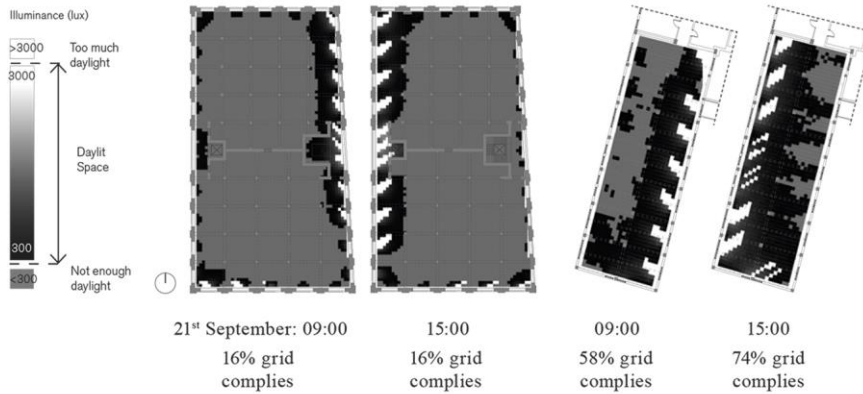 Illuminance (lux)
>3000
Too much
daylight
3000
Daylit
Space
300
Not enough
daylight
<300
21st September: 09:00
16% grid
complies
15:00
16% grid
complies
09:00
58% grid
complies
15:00
74% grid
complies